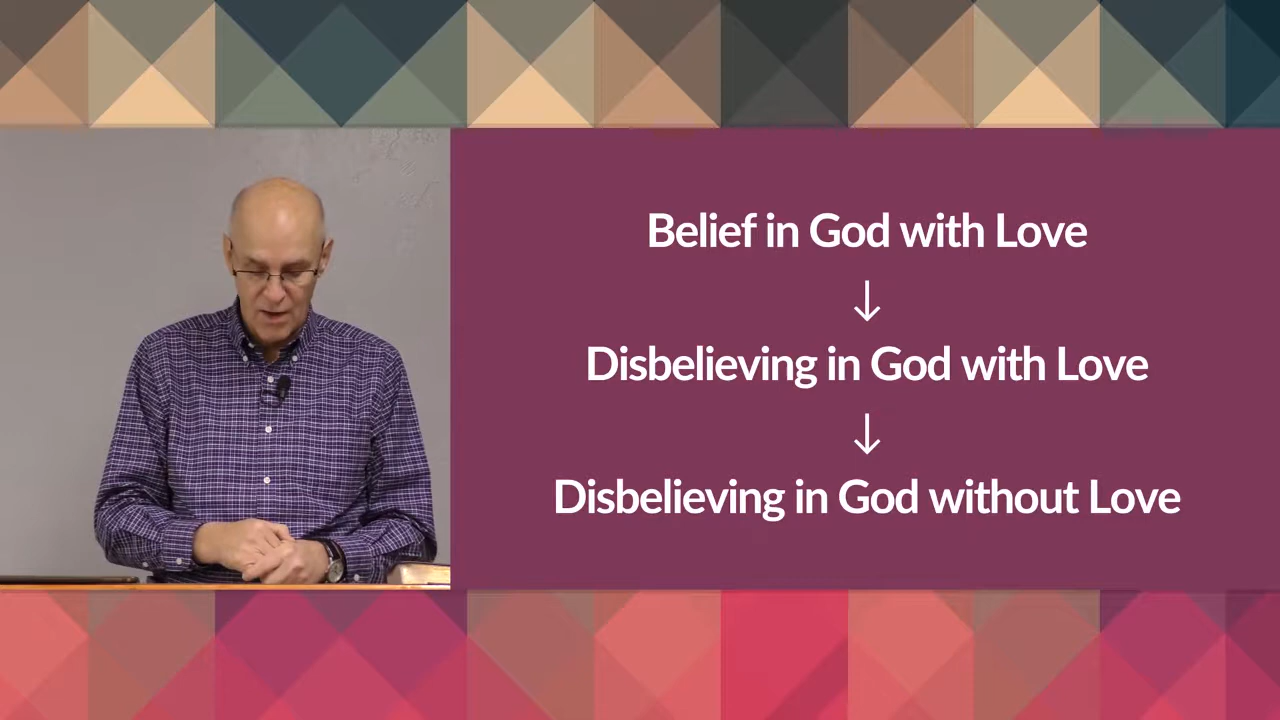 Belief in God with Love
↓
Disbelieving in God with Love
↓
Disbelieving in God without Love